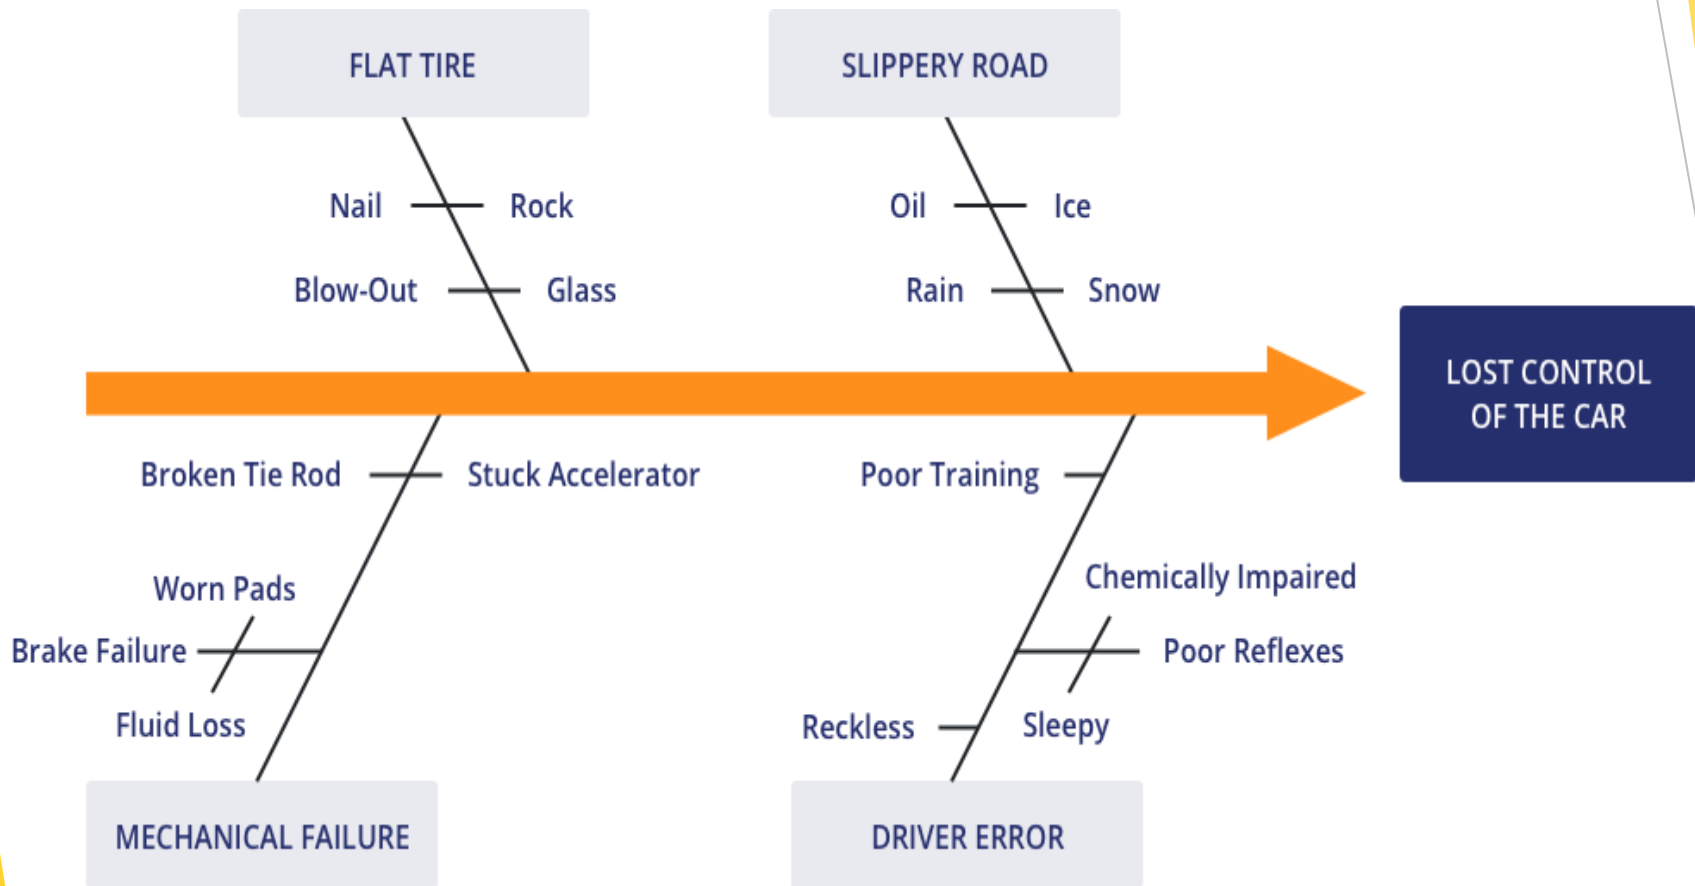 FLAT TIRE
SLIPPERY ROAD
Nail
Rock
Oil
Ice
Blow-Out
Glass
Rain
Snow
LOST CONTROL
OF THE CAR
Broken Tie Rod
Stuck Accelerator
Poor Training
Worn Pads
Chemically Impaired
Brake Failure
Poor Reflexes
Fluid Loss
Reckless
Sleepy
MECHANICAL FAILURE
DRIVER ERROR